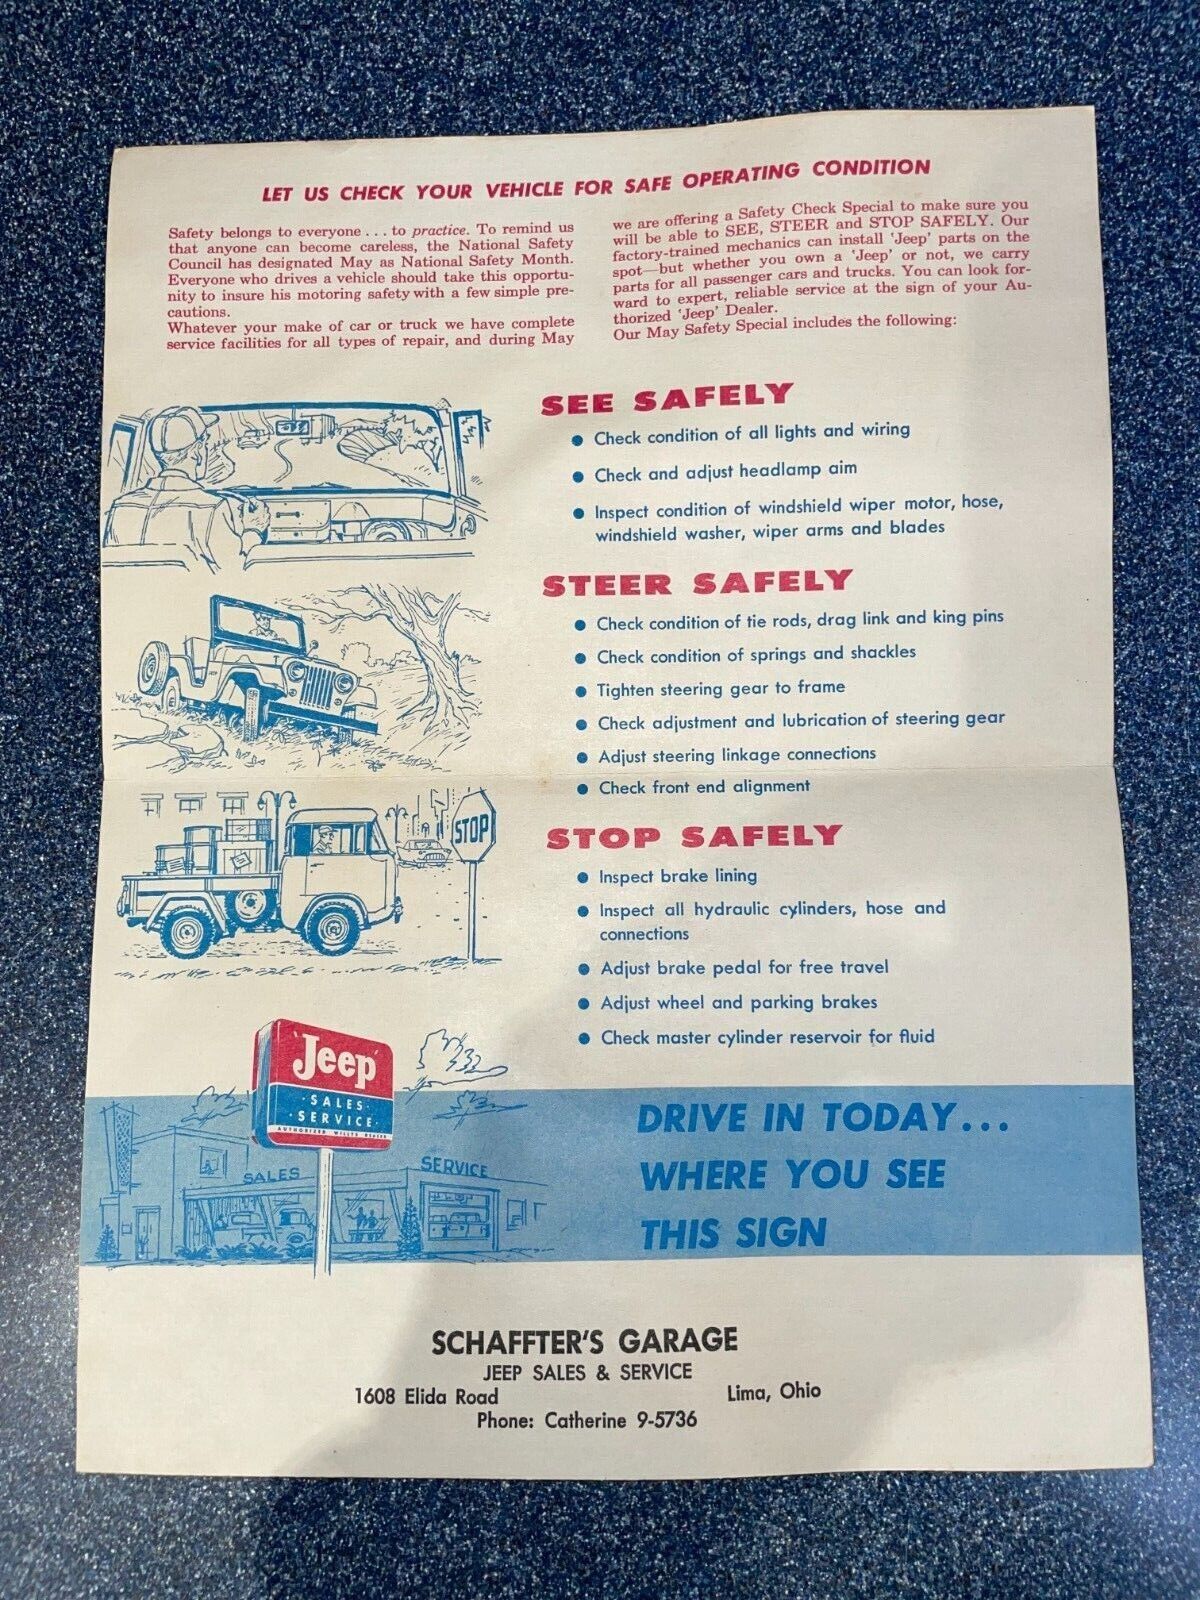 LET US CHECK YOUR VEHICLE FOR SAFE OPERATING CONDITION
Safety belongs to everyone . . . to practice. To remind us
that anyone can become careless, the National Safety
Council has designated May as National Safety Month.
Everyone who drives a vehicle should take this opportu-
nity to insure his motoring safety with a few simple pre-
cautions.
Whatever your make of car or truck we have complete
service facilities for all types of repair, and during May
we are offering a Safety Check Special to make sure you
will be able to SEE, STEER and STOP SAFELY. Our
factory-trained mechanics can install 'Jeep' parts on the
spot—but whether you own a 'Jeep' or not, we carry
parts for all passenger cars and trucks. You can look for-
ward to expert, reliable service at the sign of your Au-
thorized 'Jeep' Dealer.
Our May Safety Special includes the following:
SEE SAFELY
● Check condition of all lights and wiring
● Check and adjust headlamp aim
● Inspect condition of windshield wiper motor, hose,
windshield washer, wiper arms and blades
STEER SAFELY
● Check condition of tie rods, drag link and king pins
● Check condition of springs and shackles
● Tighten steering gear to frame
● Check adjustment and lubrication of steering gear
● Adjust steering linkage connections
● Check front end alignment
STOP
STOP SAFELY
● Inspect brake lining
● Inspect all hydraulic cylinders, hose and
connections
● Adjust brake pedal for free travel
● Adjust wheel and parking brakes
● Check master cylinder reservoir for fluid
'Jeep'
· SALES ·
· SERVICE ·
AUTHORIZED WILLYS DEALER
SALES
SERVICE
DRIVE IN TODAY...
WHERE YOU SEE
THIS SIGN
SCHAFFTER'S GARAGE
JEEP SALES & SERVICE
1608 Elida Road Lima, Ohio
Phone: Catherine 9-5736